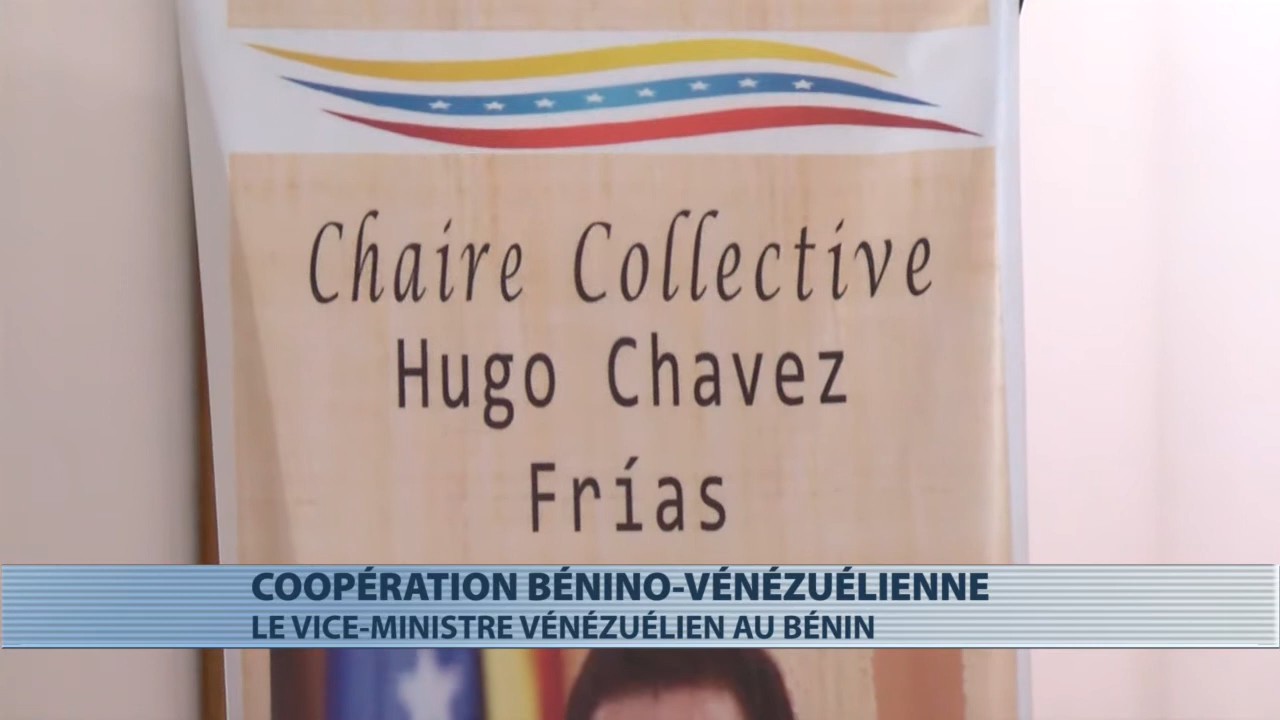 Chaire Collective
Hugo Chavez
Frías
COOPÉRATION BÉNINO-VÉNÉZUÉLIENNE
LE VICE-MINISTRE VÉNÉZUÉLIEN AU BÉNIN